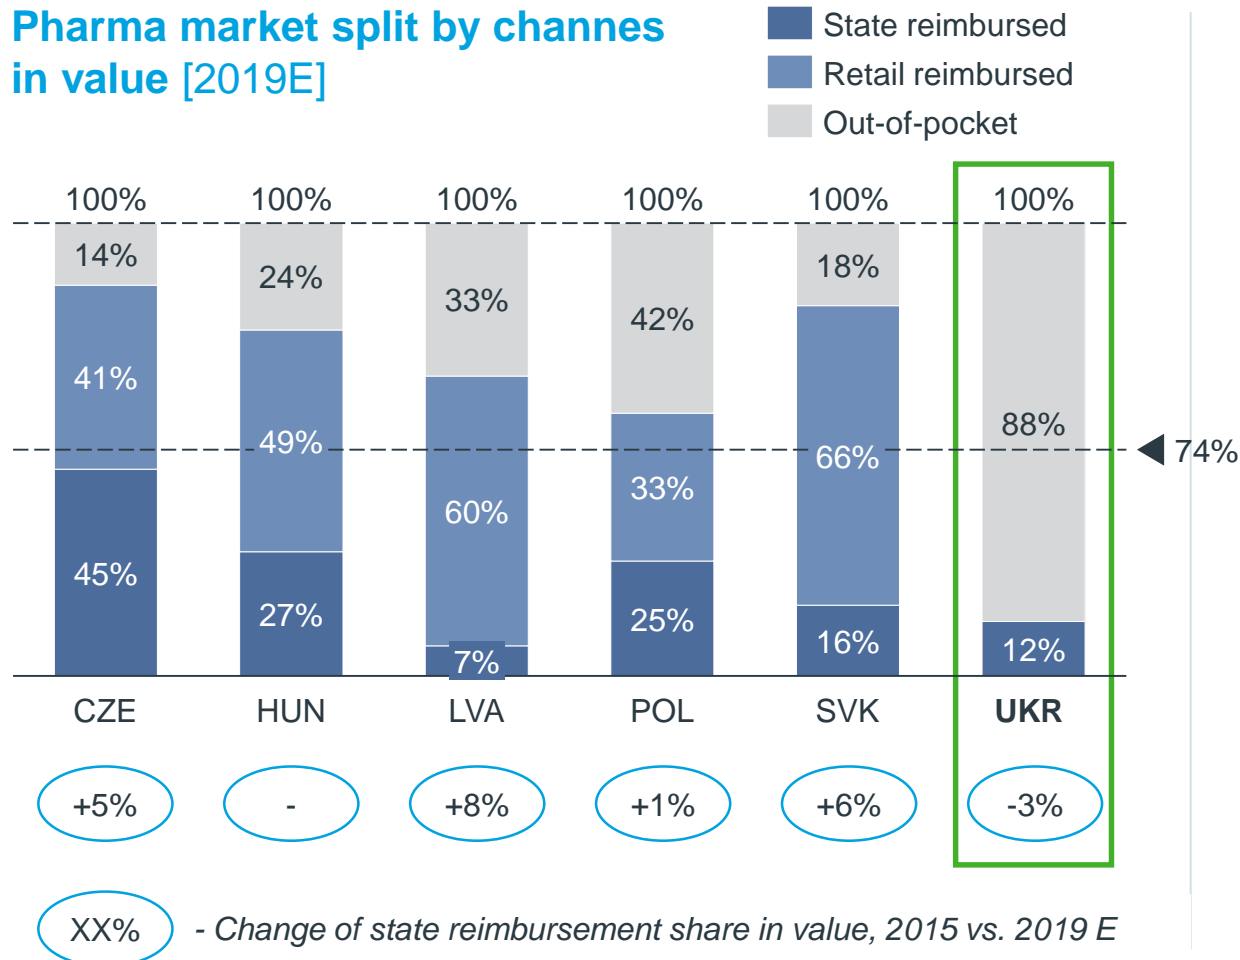 Pharma market split by channes
in value [2019E]
State reimbursed
Retail reimbursed
Out-of-pocket
100% 100% 100% 100% 100% 100%
14% 24% 33% 42% 18% 88%
41% 49% 60% 33% 66%
74%
45% 27% 7% 25% 16% 12%
CZE HUN LVA POL SVK UKR
+5% - +8% +1% +6% -3%
XX% - Change of state reimbursement share in value, 2015 vs. 2019 E